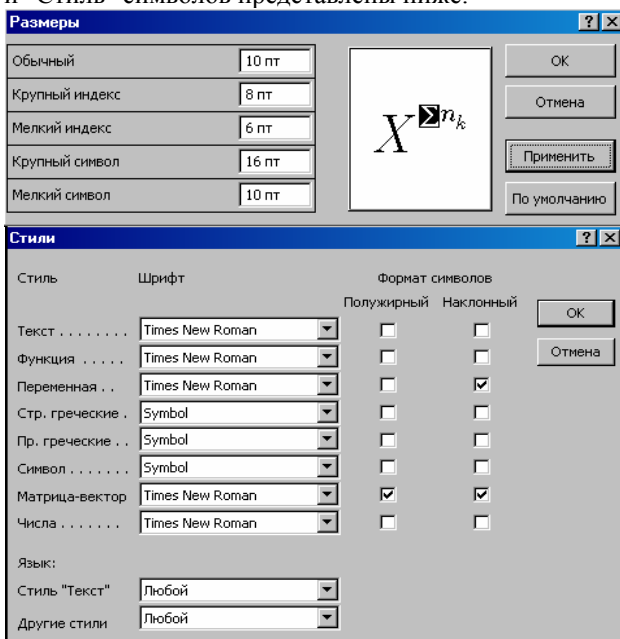 и "Стиль" символов представлены ниже:
Размеры
Обычный 10 пт
Крупный индекс 8 пт
Мелкий индекс 6 пт
Крупный символ 16 пт
Мелкий символ 10 пт
X Σ n k
OK
Отмена
Применить
По умолчанию
Стили
Стиль Шрифт Формат символов
Полужирный Наклонный
Текст . . . . . . . . Times New Roman
Функция . . . . . Times New Roman
Переменная . . Times New Roman
Стр. греческие . Symbol
Пр. греческие . . Symbol
Символ . . . . . . . Symbol
Матрица-вектор Times New Roman
Числа . . . . . . . Times New Roman
OK
Отмена
Язык:
Стиль "Текст" Любой
Другие стили Любой